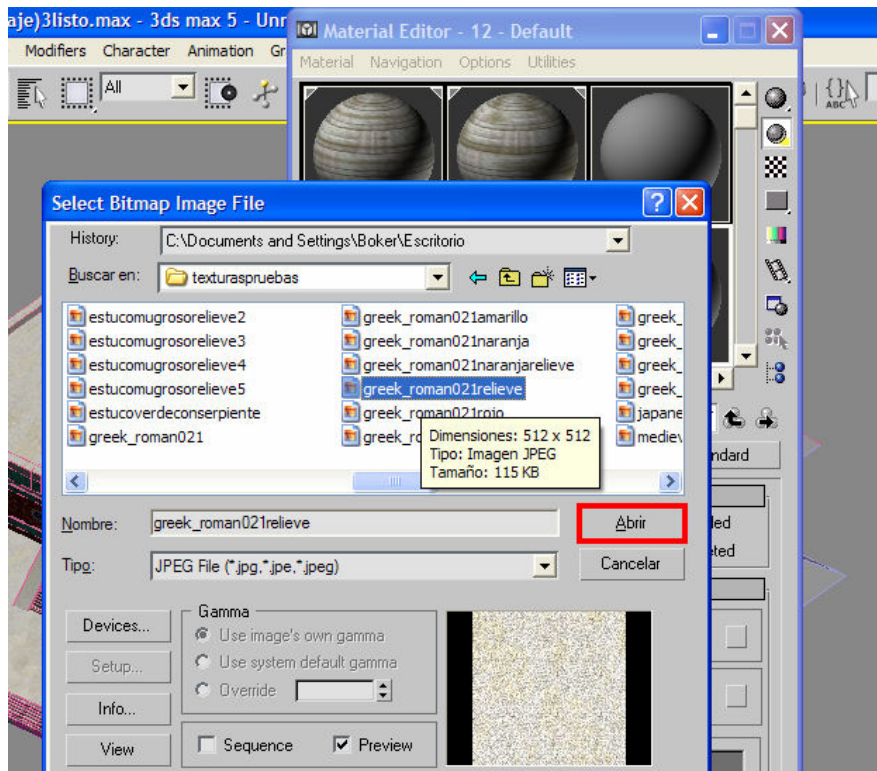 aje)3listo.max - 3ds max 5 - Unr
Material Editor - 12 - Default
Modifiers Character Animation Gr
Material Navigation Options Utilities
All
ABC
Select Bitmap Image File
History: C:\Documents and Settings\Boker\Escritorio
Buscar en: texturaspruebas
estucomugrosorelieve2 greek_roman021amarillo greek_
estucomugrosorelieve3 greek_roman021naranja greek_
estucomugrosorelieve4 greek_roman021naranjarelieve greek_
estucomugrosorelieve5 greek_roman021relieve greek_
estucoverdeconserpiente greek_roman021rojo japane
greek_roman021 greek_ro mediev
Dimensiones: 512 x 512
Tipo: Imagen JPEG
Tamaño: 115 KB
ndard
Nombre: greek_roman021relieve Abrir
led
Tipo: JPEG File (*.jpg,*.jpe,*.jpeg) Cancelar
ted
Devices...
Setup...
Info...
View
Gamma
Use image's own gamma
Use system default gamma
Override
Sequence Preview